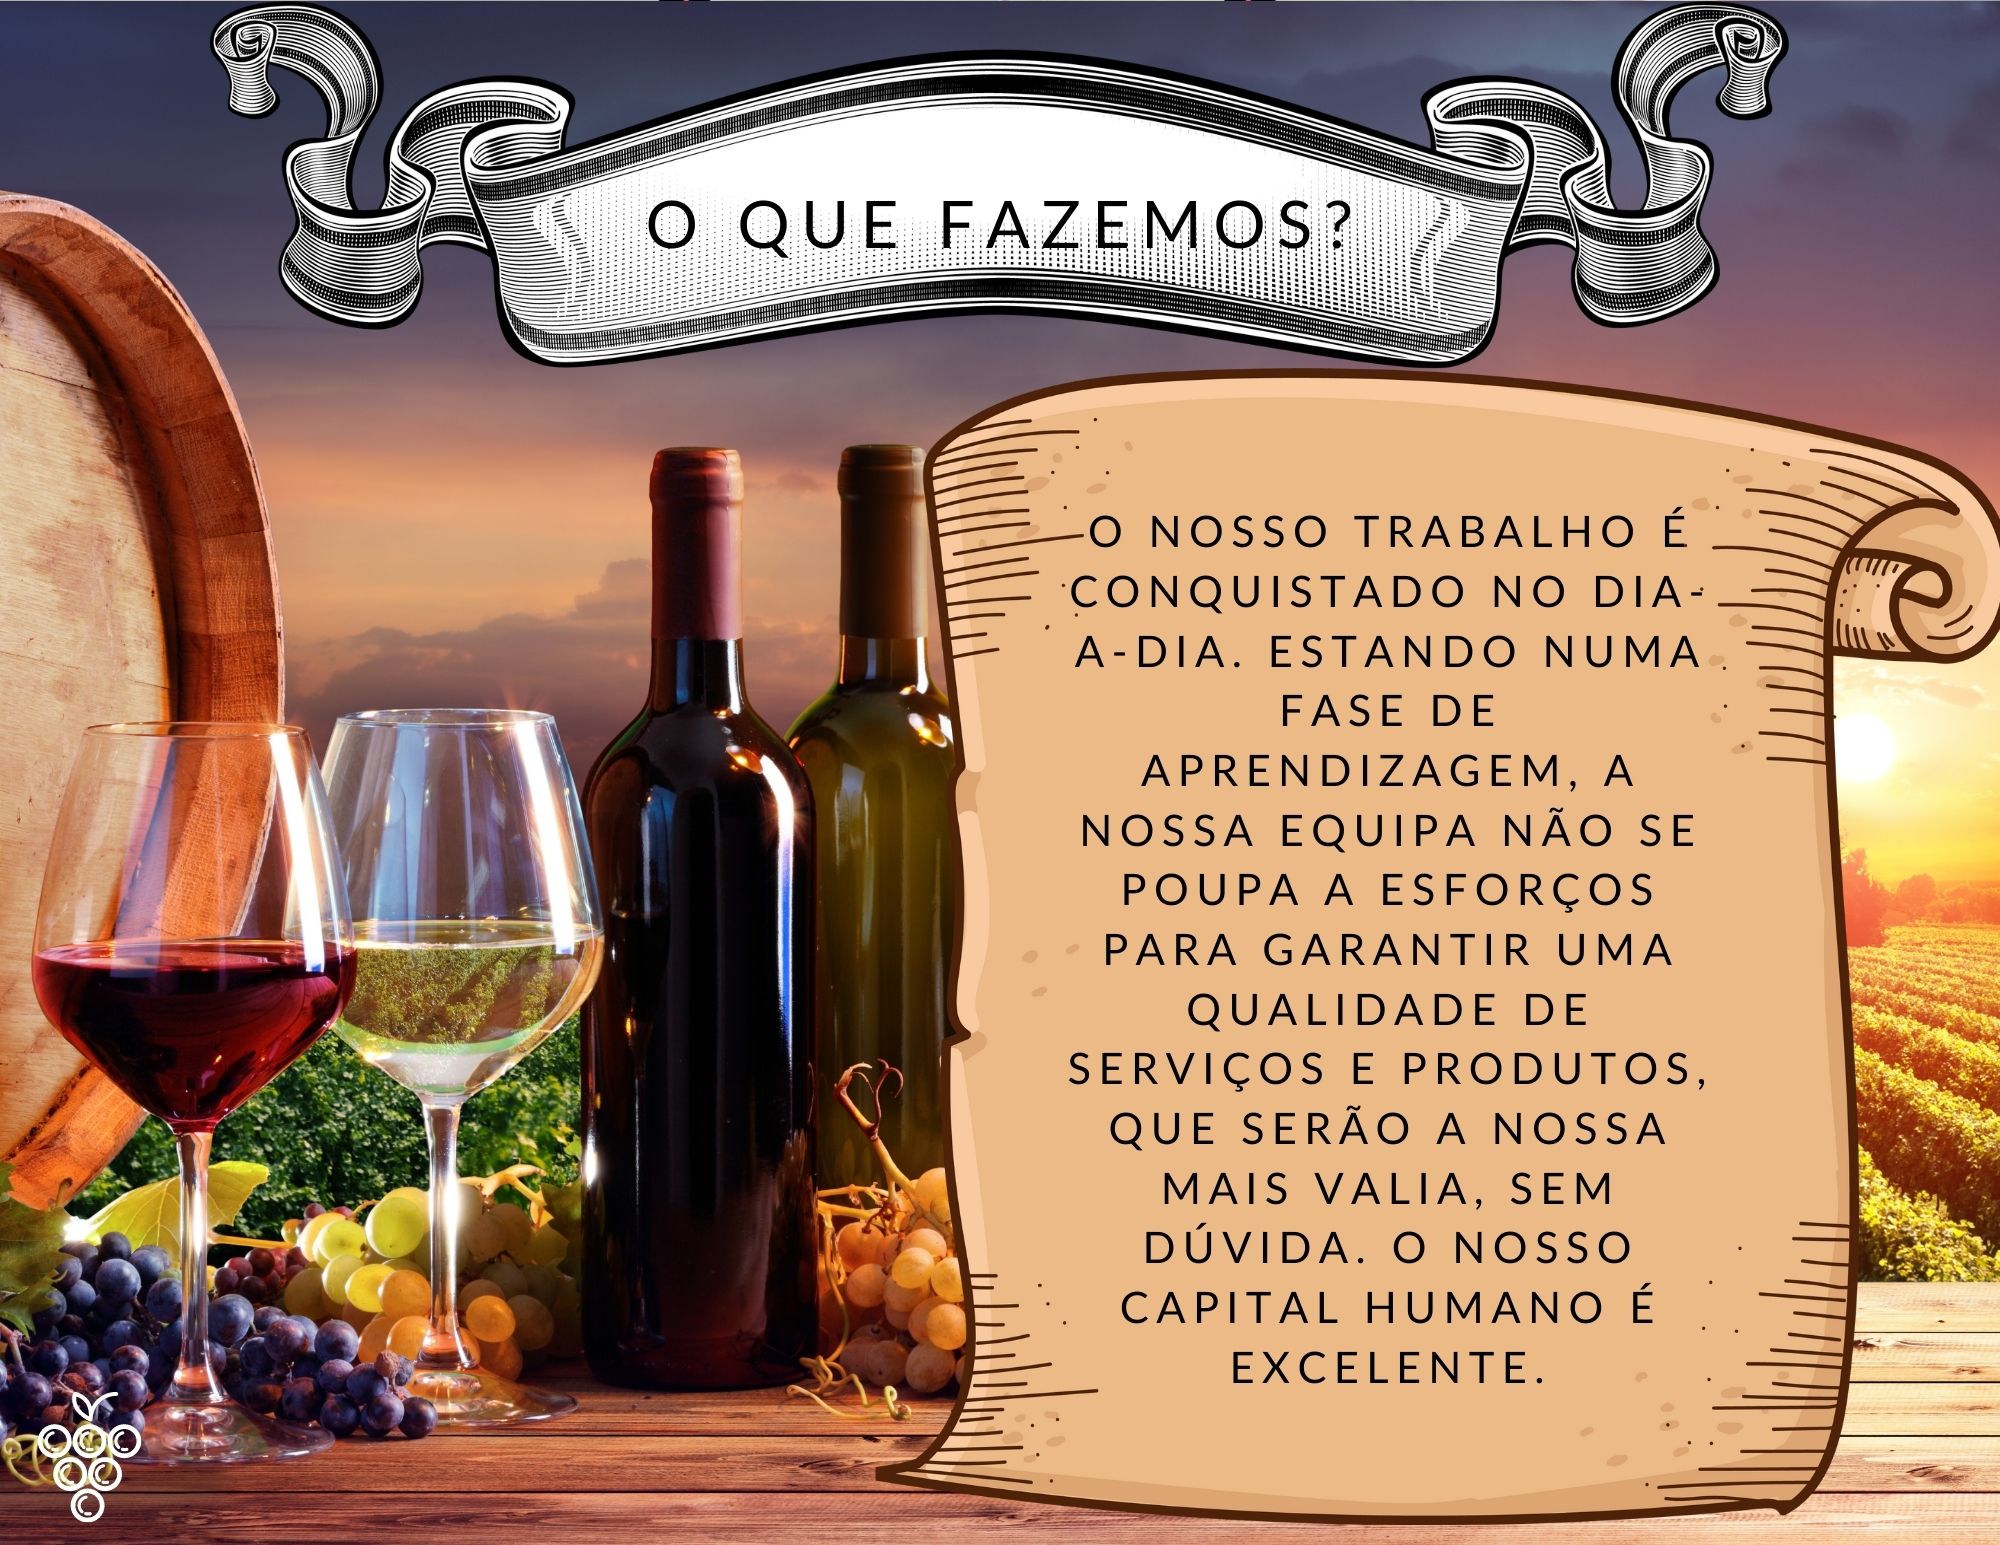 O QUE FAZEMOS?
O NOSSO TRABALHO É
CONQUISTADO NO DIA-
A-DIA. ESTANDO NUMA
FASE DE
APRENDIZAGEM, A
NOSSA EQUIPA NÃO SE
POUPA A ESFORÇOS
PARA GARANTIR UMA
QUALIDADE DE
SERVIÇOS E PRODUTOS,
QUE SERÃO A NOSSA
MAIS VALIA, SEM
DÚVIDA. O NOSSO
CAPITAL HUMANO É
EXCELENTE.